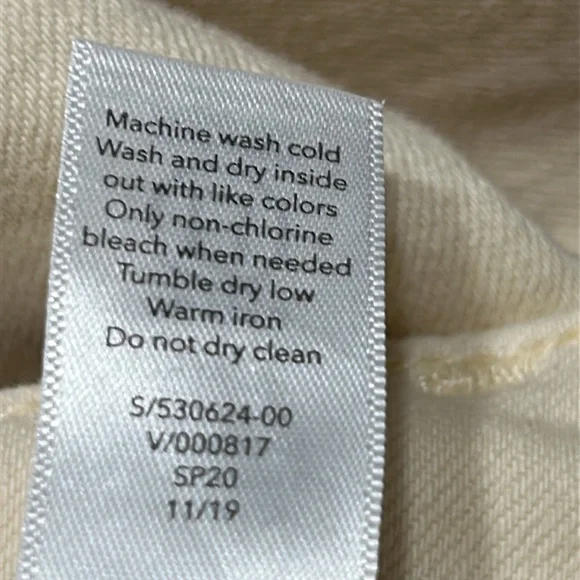 Machine wash cold
Wash and dry inside
out with like colors
Only non-chlorine
bleach when needed
Tumble dry low
Warm iron
Do not dry clean
S/530624-00
V/000817
SP20
11/19